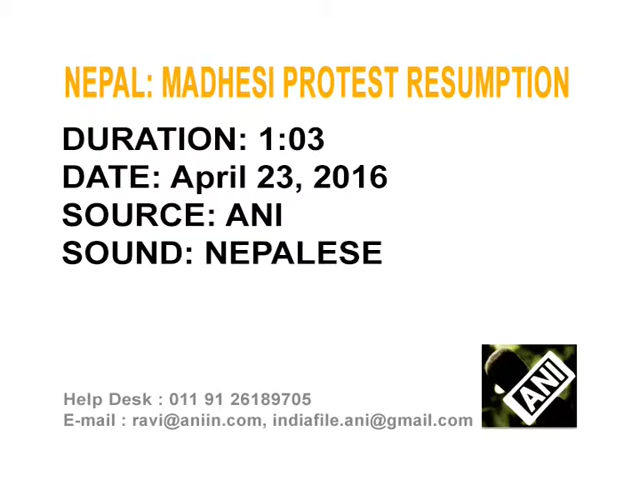 NEPAL: MADHESI PROTEST RESUMPTION
DURATION: 1:03
DATE: April 23, 2016
SOURCE: ANI
SOUND: NEPALESE
Help Desk : 011 91 26189705
E-mail : ravi@aniin.com, indiafile.ani@gmail.com
ANI